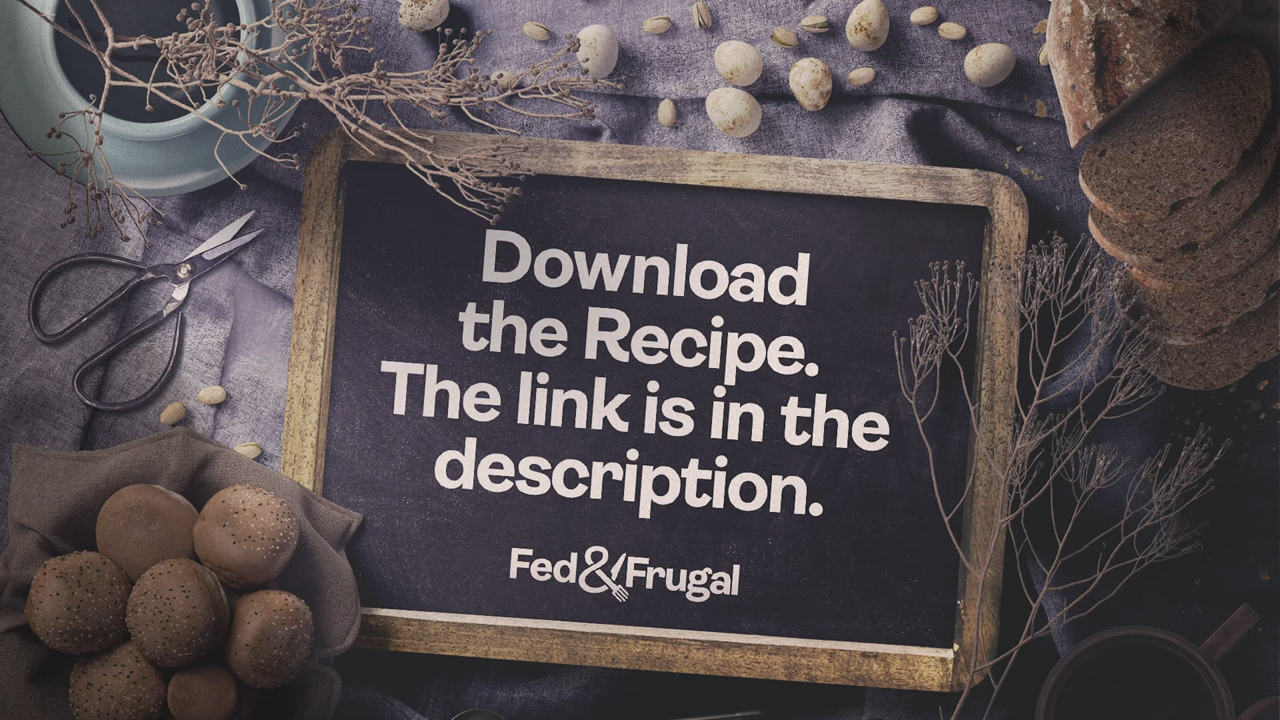 Download
the Recipe.
The link is in the
description.
Fed&Frugal